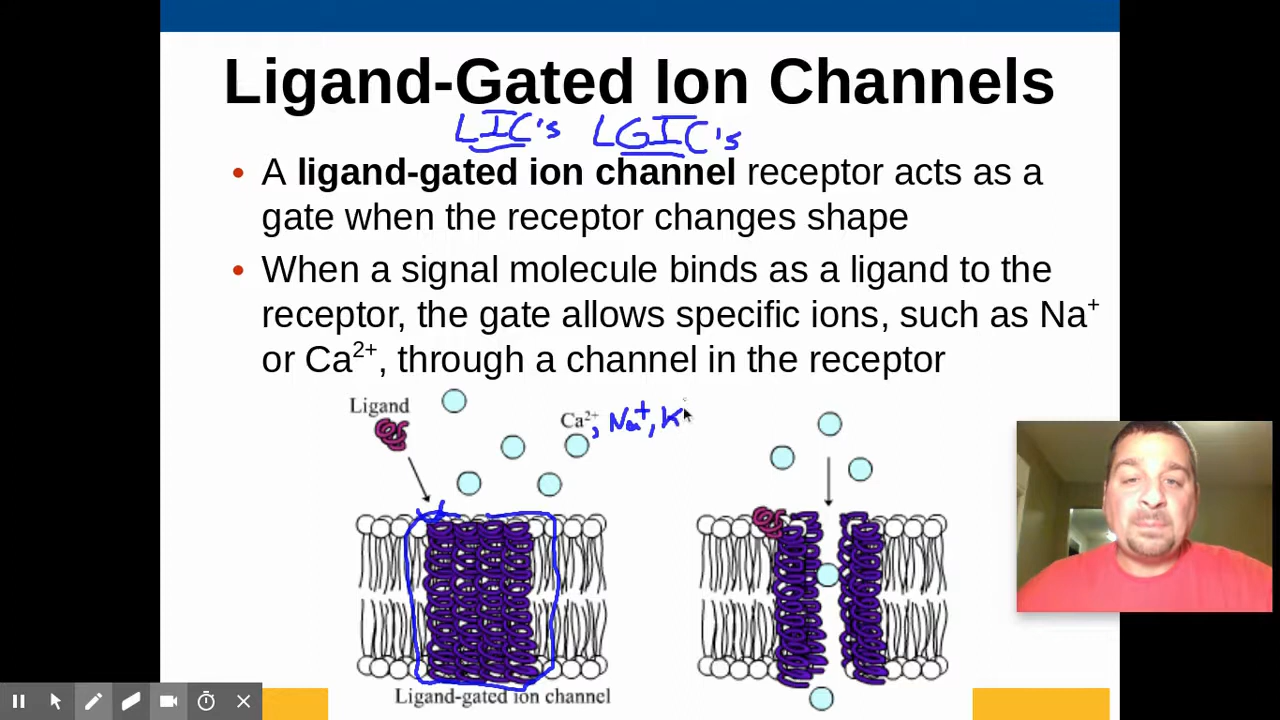 Ligand-Gated Ion Channels
LIC's LGIC's
• A ligand-gated ion channel receptor acts as a
gate when the receptor changes shape
• When a signal molecule binds as a ligand to the
receptor, the gate allows specific ions, such as Na⁺
or Ca²⁺, through a channel in the receptor
Ligand
Ca²⁺, Na⁺, K
Ligand-gated ion channel